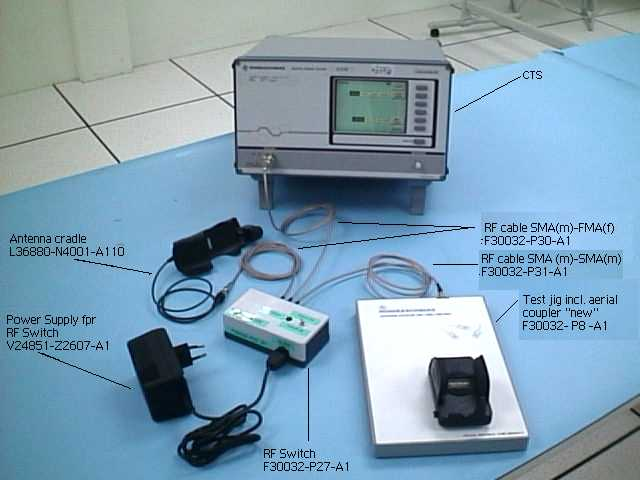 CTS
RF cable SMA(m)-FMA(f)
:F30032-P30-A1
RF cable SMA (m)-SMA(m)
F30032-P31-A1
Antenna cradle
L36880-N4001-A110
Test jig incl. aerial
coupler "new"
F30032- P8 -A1
Power Supply fpr
RF Switch
V24851-Z2607-A1
RF Switch
F30032-P27-A1
ROHDE&SCHWARZ